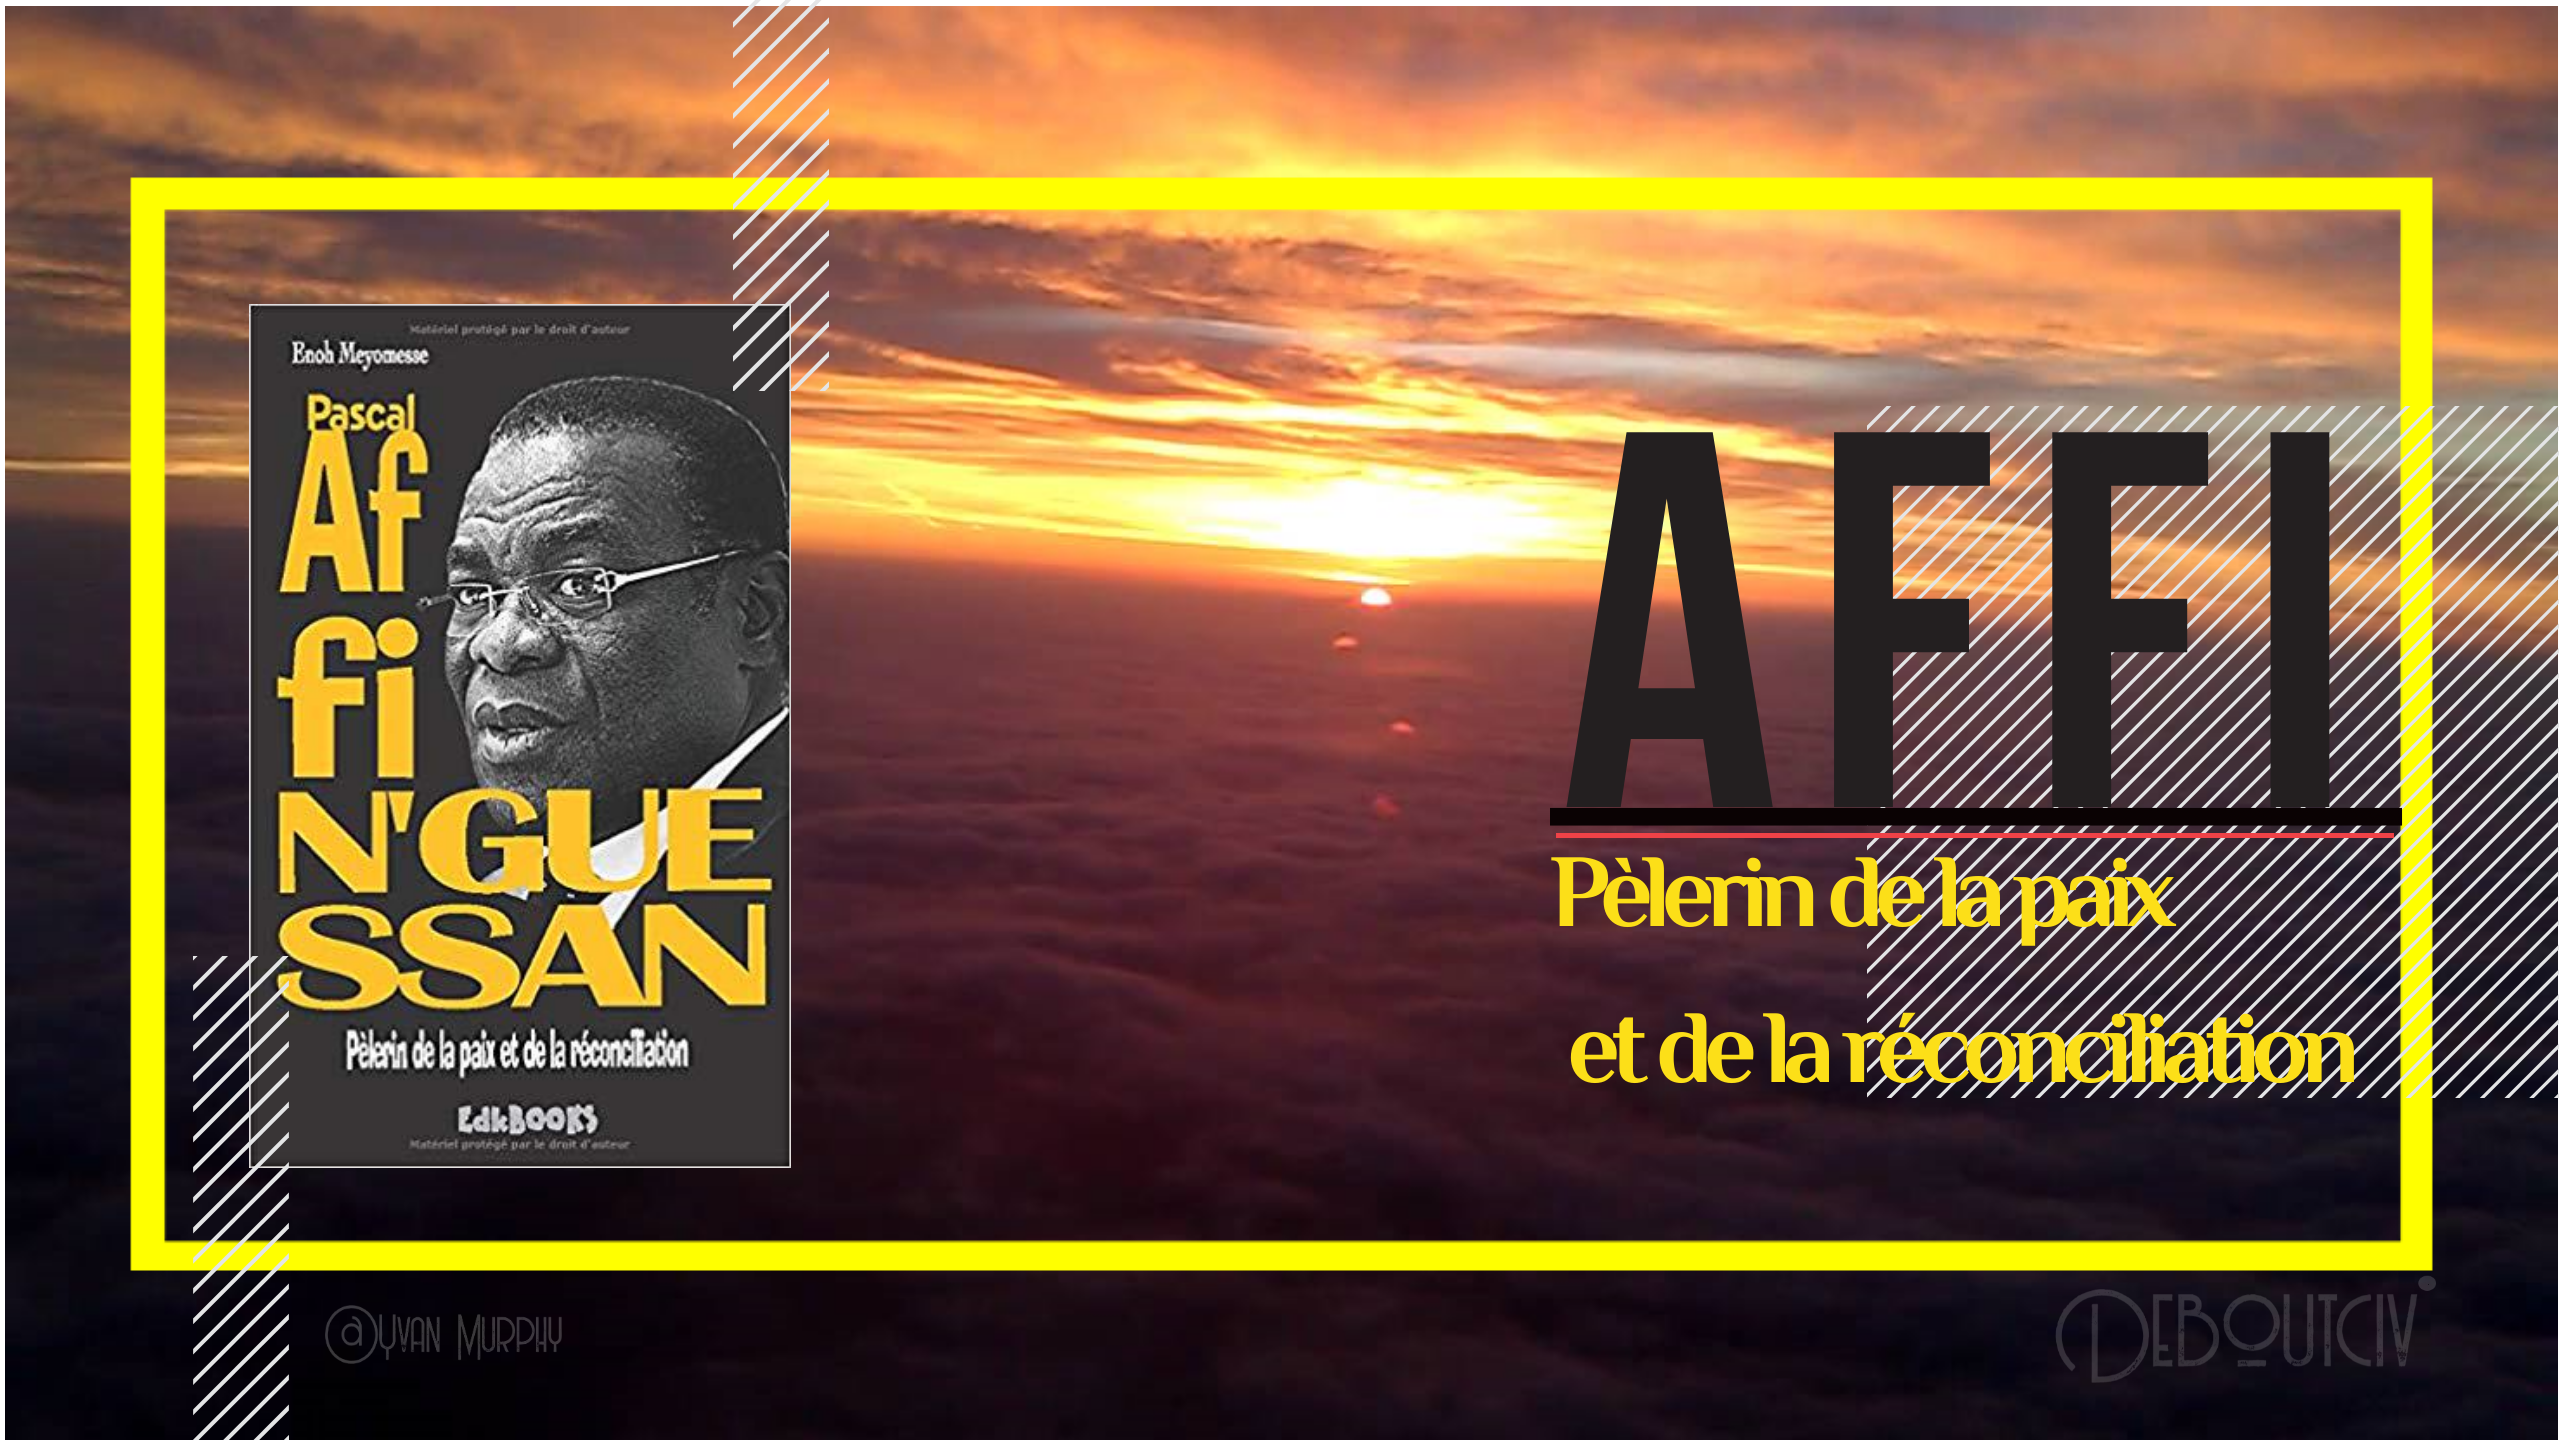 Matériel protégé par le droit d'auteur
Enoh Meyomesse
Pascal
Af
fi
N'GUE
SSAN
Pèlerin de la paix et de la réconciliation
EdkBOOKS
Matériel protégé par le droit d'auteur
AFFI
Pèlerin de la paix
et de la réconciliation
@Yvan Murphy
DEBOUTCIV